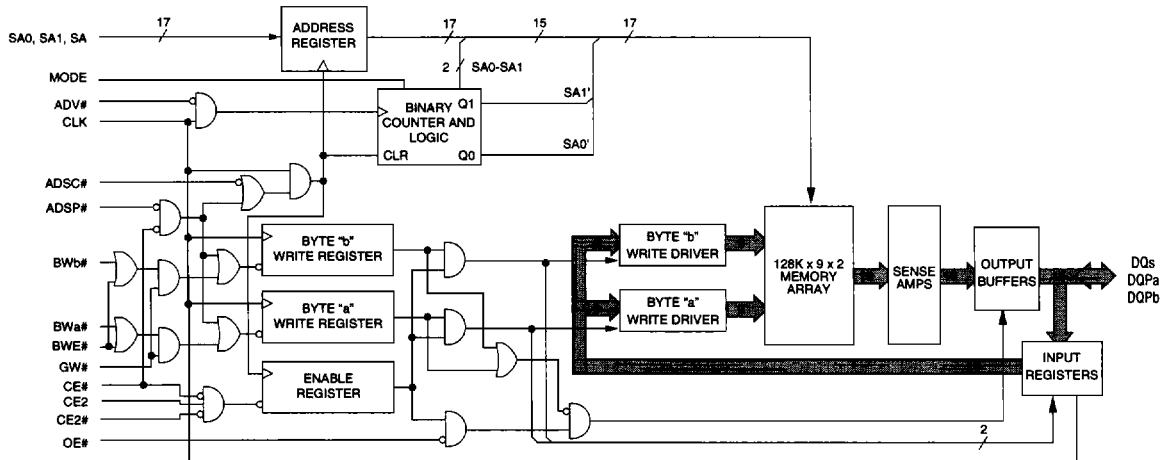 SA0, SA1, SA
17
ADDRESS
REGISTER
17
2
15
17
2
SA0-SA1
MODE
ADV#
CLK
BINARY
COUNTER AND
LOGIC
Q1
Q0
CLR
SA1'
SA0'
ADSC#
ADSP#
BWb#
BWa#
BWE#
GW#
CE#
CE2
CE2#
OE#
BYTE "b"
WRITE REGISTER
BYTE "a"
WRITE REGISTER
ENABLE
REGISTER
BYTE "b"
WRITE DRIVER
BYTE "a"
WRITE DRIVER
128K x 9 x 2
MEMORY
ARRAY
SENSE
AMPS
OUTPUT
BUFFERS
DQs
DQPa
DQPb
INPUT
REGISTERS
2